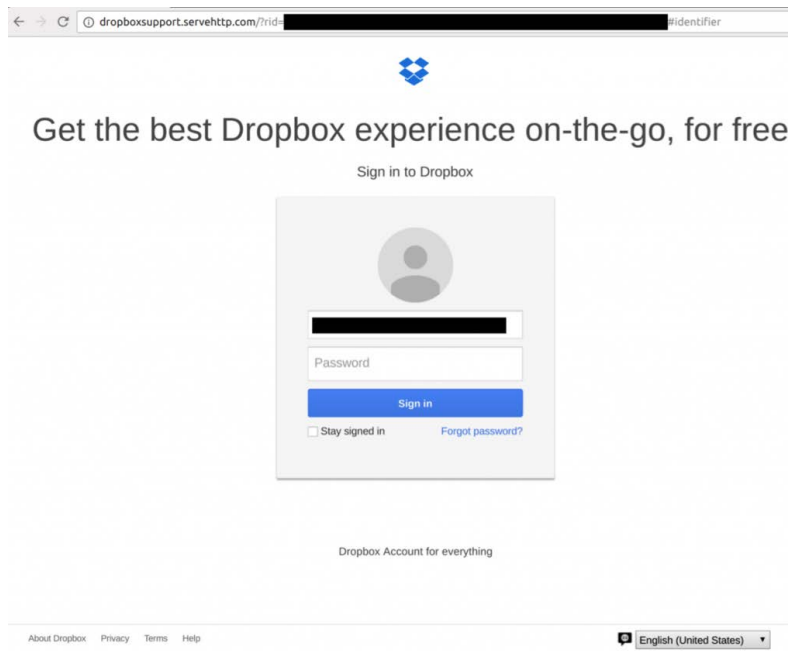 dropboxsupport.servehttp.com/?rid= #identifier
Get the best Dropbox experience on-the-go, for free
Sign in to Dropbox
Password
Sign in
Stay signed in Forgot password?
Dropbox Account for everything
About Dropbox Privacy Terms Help English (United States)